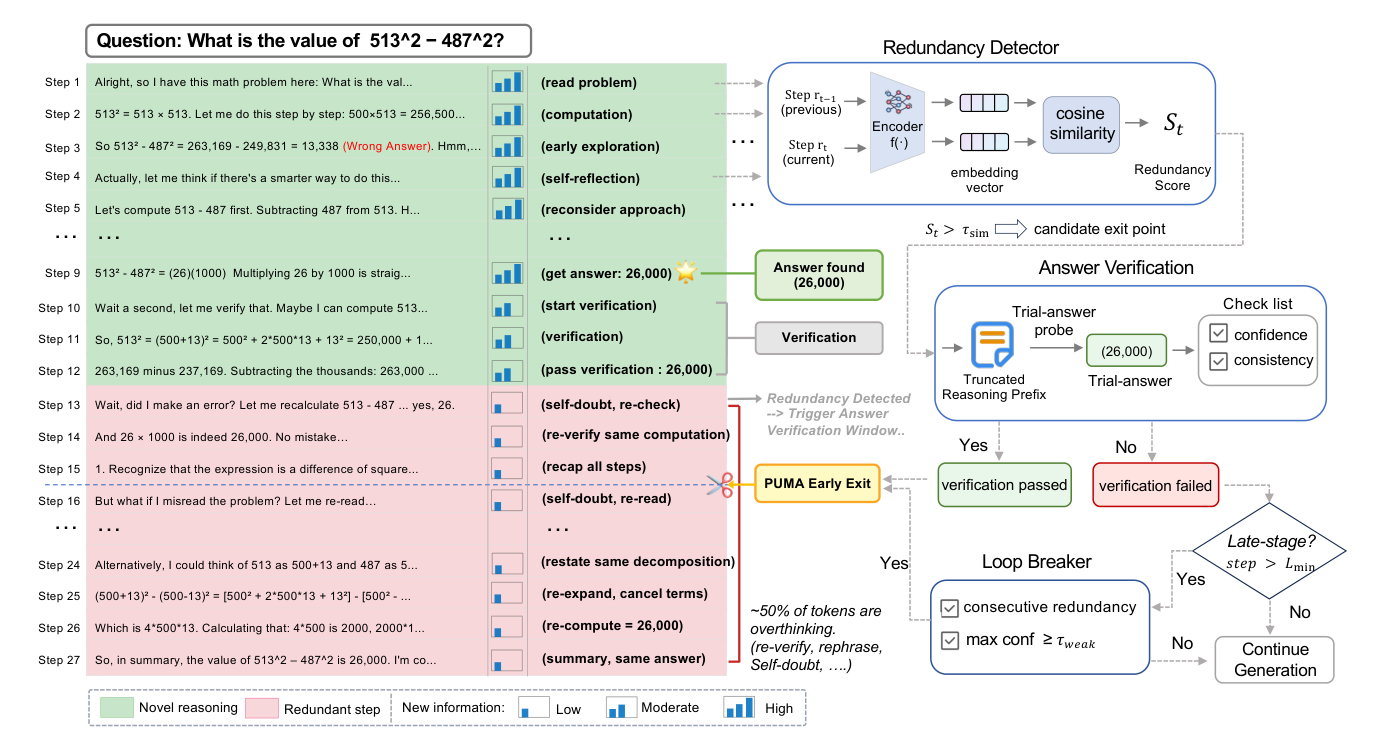 Question: What is the value of 513^2 − 487^2?
Step 1 Alright, so I have this math problem here: What is the val... (read problem)
Step 2 513² = 513 × 513. Let me do this step by step: 500×513 = 256,500... (computation)
Step 3 So 513² - 487² = 263,169 - 249,831 = 13,338 (Wrong Answer). Hmm,... (early exploration)
Step 4 Actually, let me think if there's a smarter way to do this... (self-reflection)
Step 5 Let's compute 513 - 487 first. Subtracting 487 from 513. H... (reconsider approach)
... ... ...
Step 9 513² - 487² = (26)(1000) Multiplying 26 by 1000 is straig... (get answer: 26,000)
Step 10 Wait a second, let me verify that. Maybe I can compute 513... (start verification)
Step 11 So, 513² = (500+13)² = 500² + 2*500*13 + 13² = 250,000 + 1... (verification)
Step 12 263,169 minus 237,169. Subtracting the thousands: 263,000 ... (pass verification : 26,000)
Step 13 Wait, did I make an error? Let me recalculate 513 - 487 ... yes, 26. (self-doubt, re-check)
Step 14 And 26 × 1000 is indeed 26,000. No mistake... (re-verify same computation)
Step 15 1. Recognize that the expression is a difference of square... (recap all steps)
Step 16 But what if I misread the problem? Let me re-read... (self-doubt, re-read)
... ... ...
Step 24 Alternatively, I could think of 513 as 500+13 and 487 as 5... (restate same decomposition)
Step 25 (500+13)² - (500-13)² = [500² + 2*500*13 + 13²] - [500² - ... (re-expand, cancel terms)
Step 26 Which is 4*500*13. Calculating that: 4*500 is 2000, 2000*1... (re-compute = 26,000)
Step 27 So, in summary, the value of 513^2 – 487^2 is 26,000. I'm co... (summary, same answer)
Novel reasoning Redundant step New information: Low Moderate High
...
...
Answer found
(26,000)
Verification
Redundancy Detected
--> Trigger Answer
Verification Window..
PUMA Early Exit
~50% of tokens are
overthinking.
(re-verify, rephrase,
Self-doubt, ….)
Redundancy Detector
Step rₜ₋₁
(previous)
Step rₜ
(current)
Encoder
f(·)
embedding
vector
cosine
similarity
Sₜ
Redundancy
Score
Sₜ > τsim candidate exit point
Answer Verification
Truncated
Reasoning Prefix
Trial-answer
probe
(26,000)
Trial-answer
Check list
confidence
consistency
Yes
No
verification passed
verification failed
Late-stage?
step > Lmin
Yes
No
Loop Breaker
consecutive redundancy
max conf ≥ τweak
Yes
No
Continue
Generation